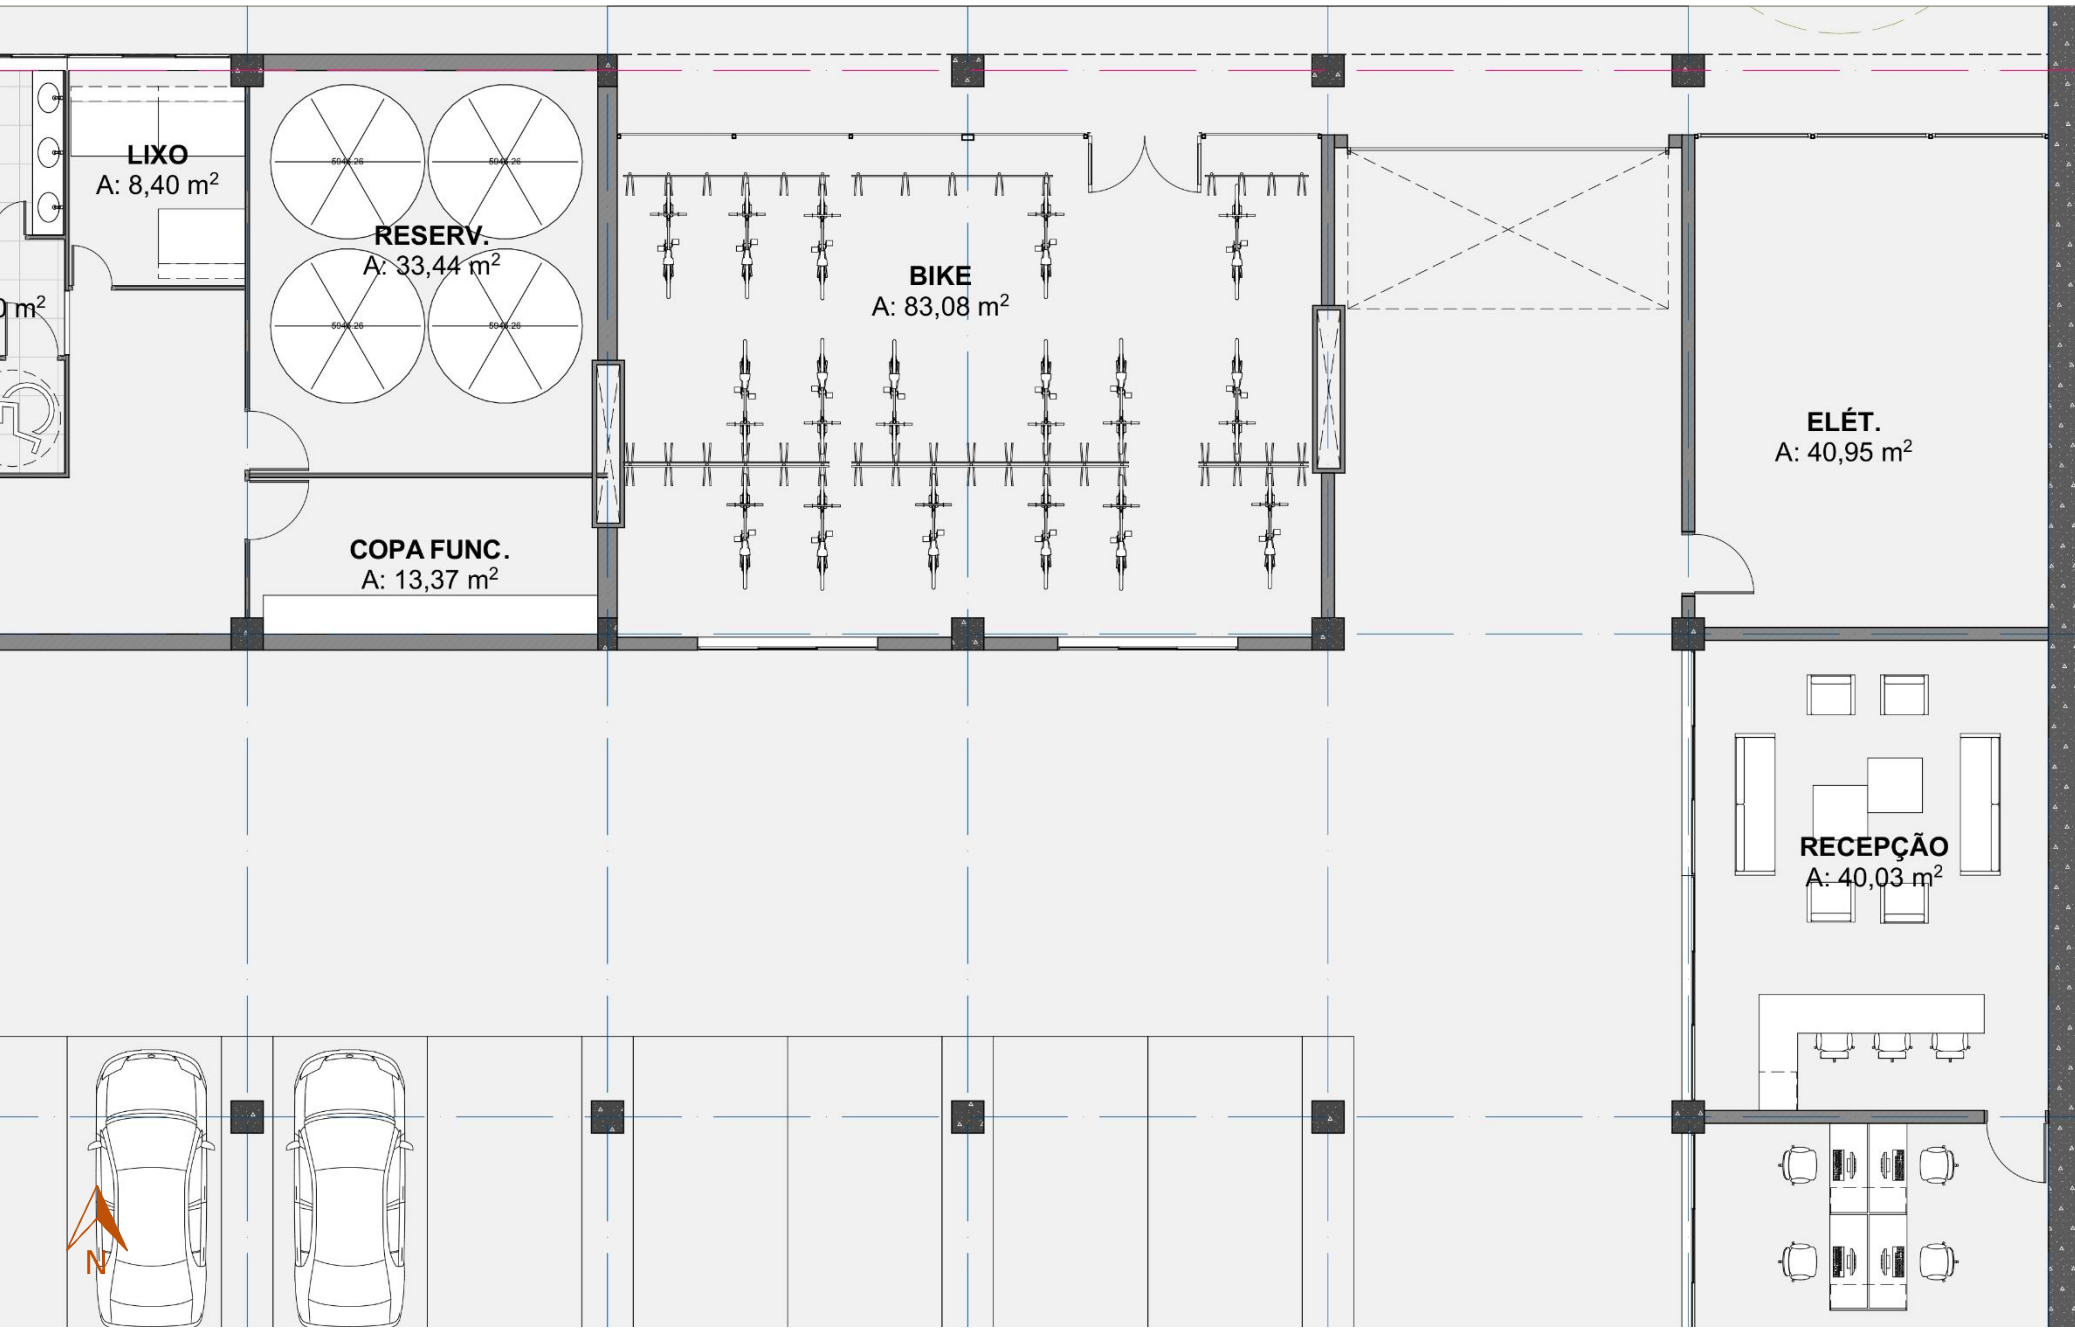 LIXO
A: 8,40 m²
RESERV.
A: 33,44 m²
BIKE
A: 83,08 m²
0 m²
ELÉT.
A: 40,95 m²
COPA FUNC.
A: 13,37 m²
RECEPÇÃO
A: 40,03 m²
N